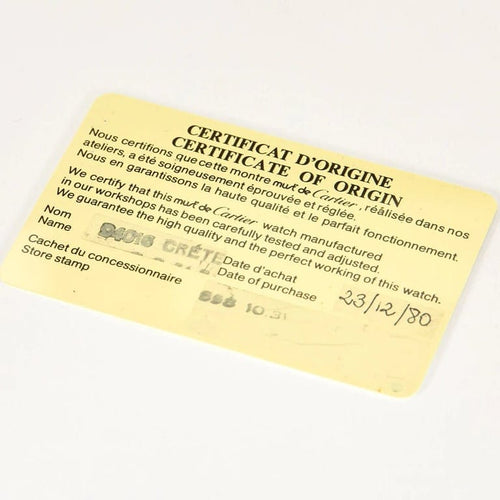 CERTIFICAT D'ORIGINE
CERTIFICATE OF ORIGIN
Nous certifions que cette montre must de Cartier, réalisée dans nos
ateliers, a été soigneusement éprouvée et réglée.
Nous en garantissons la haute qualité et le parfait fonctionnement.
We certify that this must de Cartier watch manufactured
in our workshops has been carefully tested and adjusted.
We guarantee the high quality and the perfect working of this watch.
Nom
Name
94016 CRÉTE
Date d'achat
Date of purchase
23/12/80
Cachet du concessionnaire
Store stamp
10.31